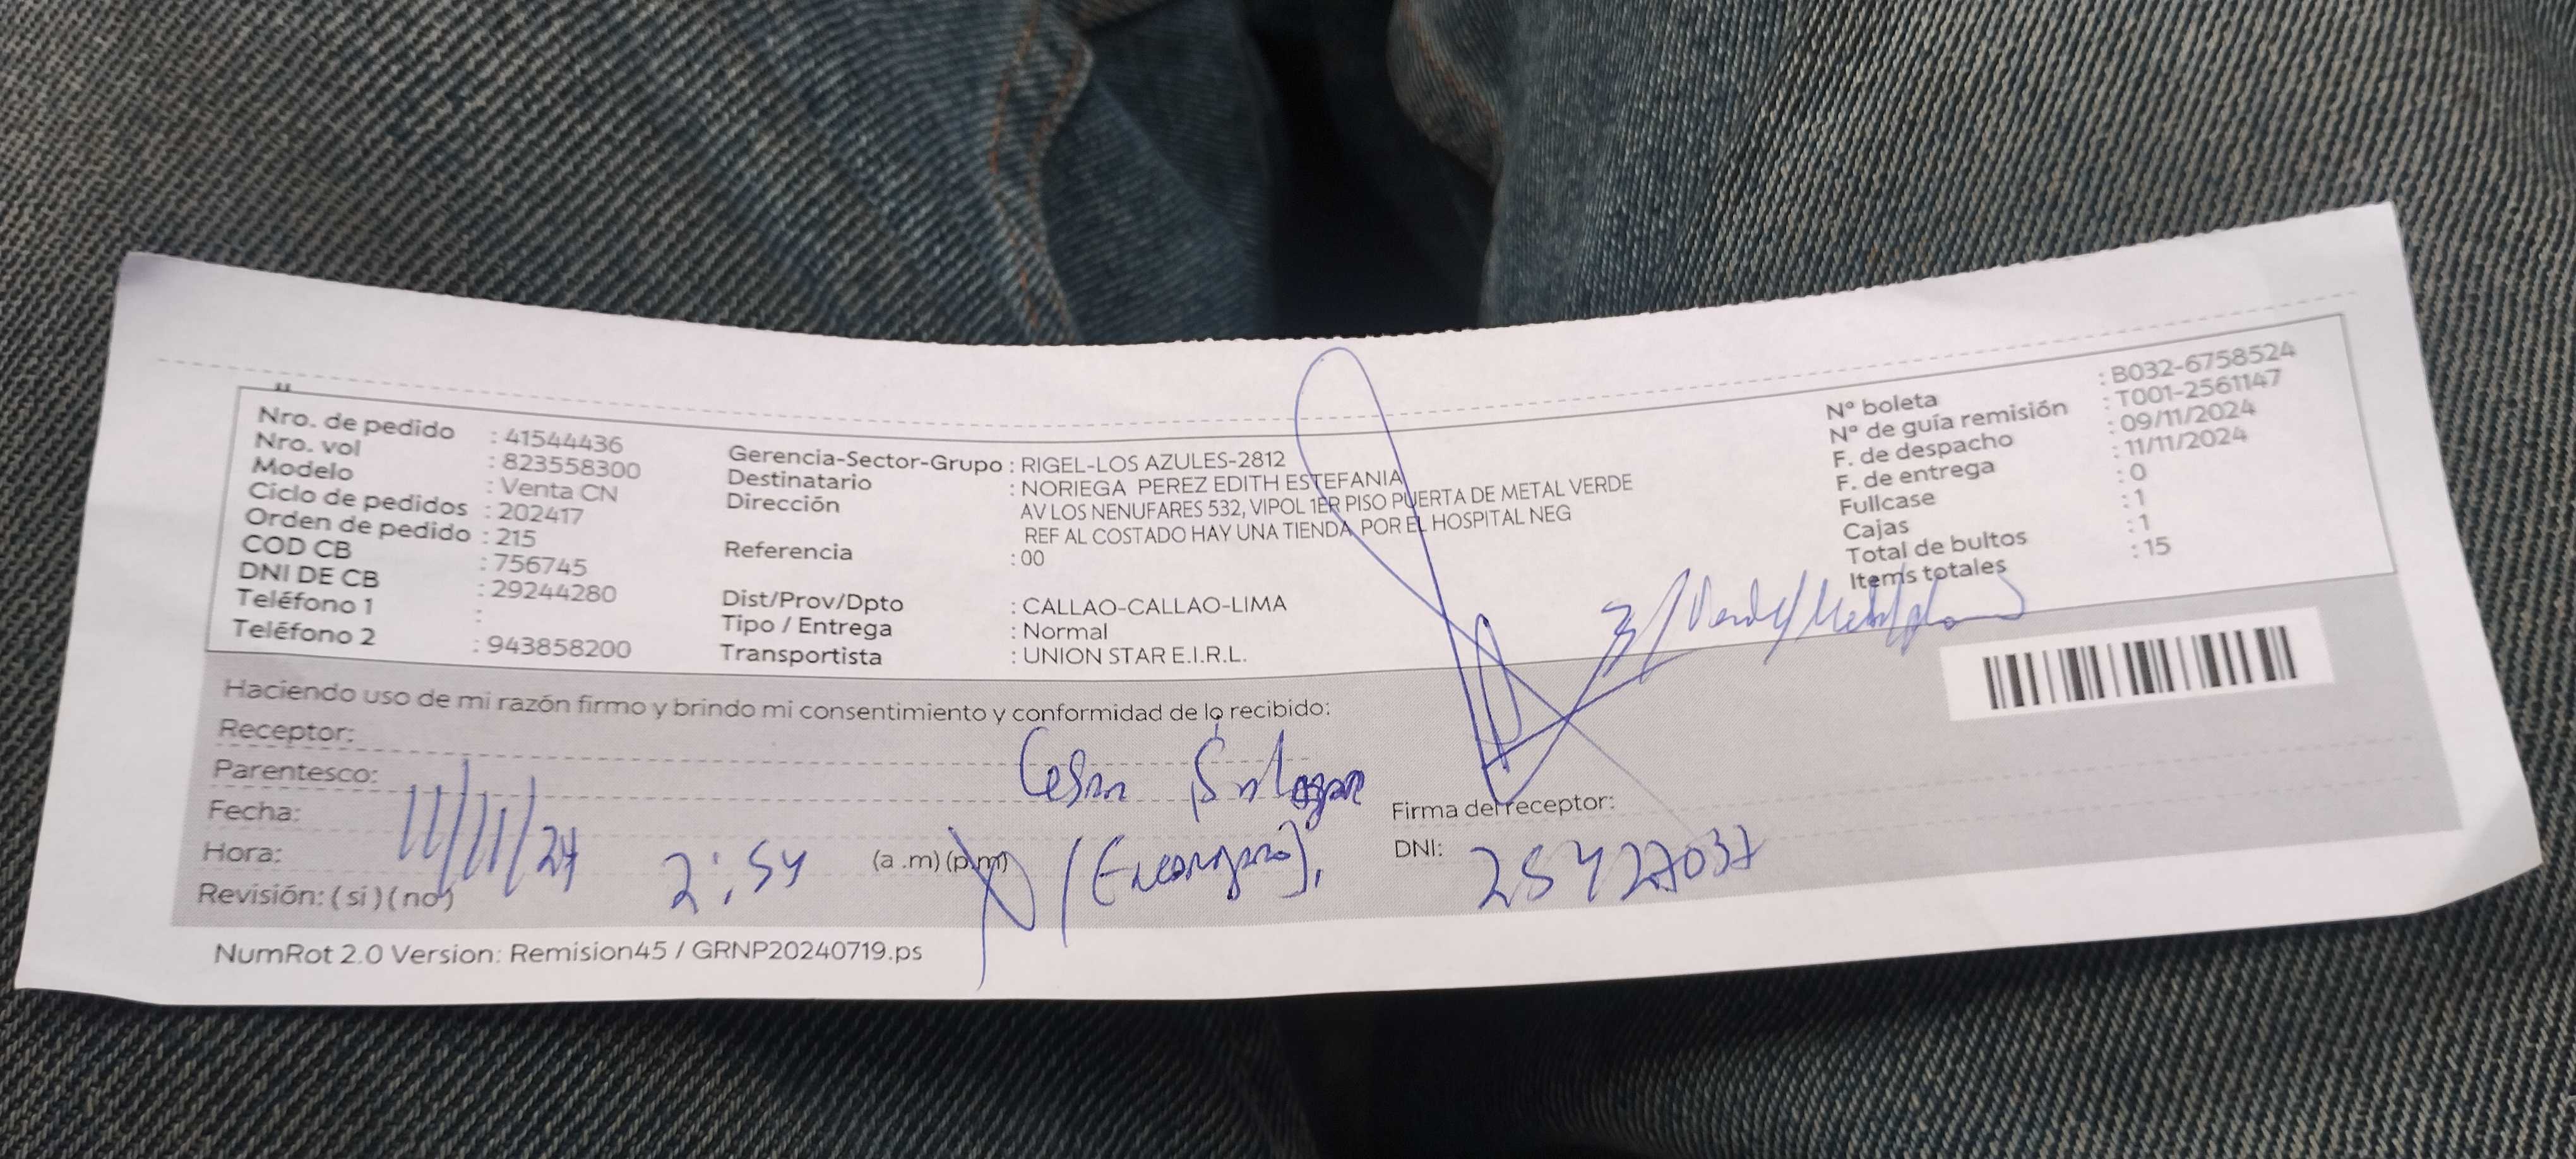 Nro. de pedido : 41544436
Nro. vol : 823558300
Modelo : Venta CN
Ciclo de pedidos : 202417
Orden de pedido : 215
COD CB : 756745
DNI DE CB : 29244280
Teléfono 1 :
Teléfono 2 : 943858200
Gerencia-Sector-Grupo : RIGEL-LOS AZULES-2812
Destinatario : NORIEGA PEREZ EDITH ESTEFANIA
Dirección AV LOS NENUFARES 532, VIPOL 1ER PISO PUERTA DE METAL VERDE
REF AL COSTADO HAY UNA TIENDA POR EL HOSPITAL NEG
Referencia : 00
Dist/Prov/Dpto : CALLAO-CALLAO-LIMA
Tipo / Entrega : Normal
Transportista : UNION STAR E.I.R.L.
N° boleta : B032-6758524
N° de guía remisión : T001-2561147
F. de despacho : 09/11/2024
F. de entrega : 11/11/2024
Fullcase : 0
Cajas : 1
Total de bultos : 1
Items totales : 15
Haciendo uso de mi razón firmo y brindo mi consentimiento y conformidad de lo recibido:
Receptor:
Cesar Salazar
Parentesco:
Fecha: 11/11/24
Hora: 2:54 (a .m) (p.m)
Revisión: ( si ) ( no )
Firma del receptor:
DNI: 25427037
NumRot 2.0 Version: Remision45 / GRNP20240719.ps